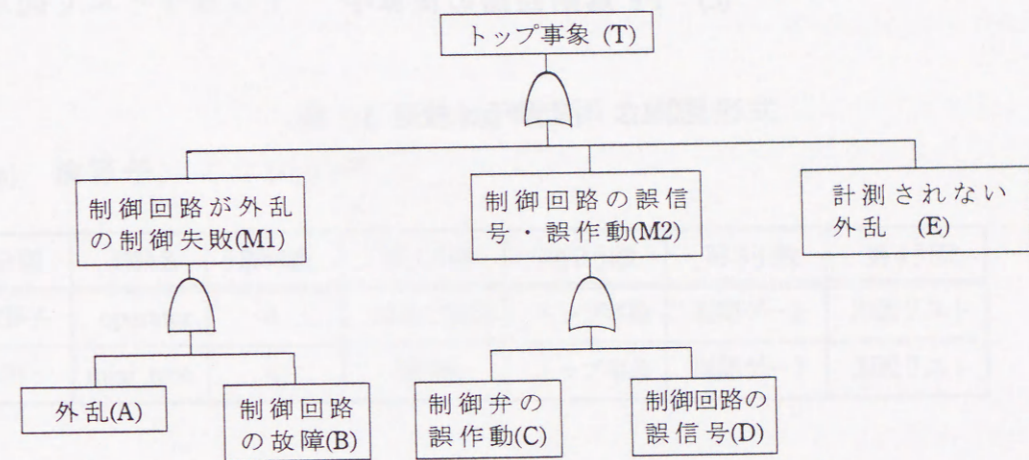 トップ事象 (T)
制御回路が外乱
の制御失敗(M1)
制御回路の誤信
号・誤作動(M2)
計測されない
外乱 (E)
外乱(A)
制御回路
の故障(B)
制御弁の
誤作動(C)
制御回路の
誤信号(D)